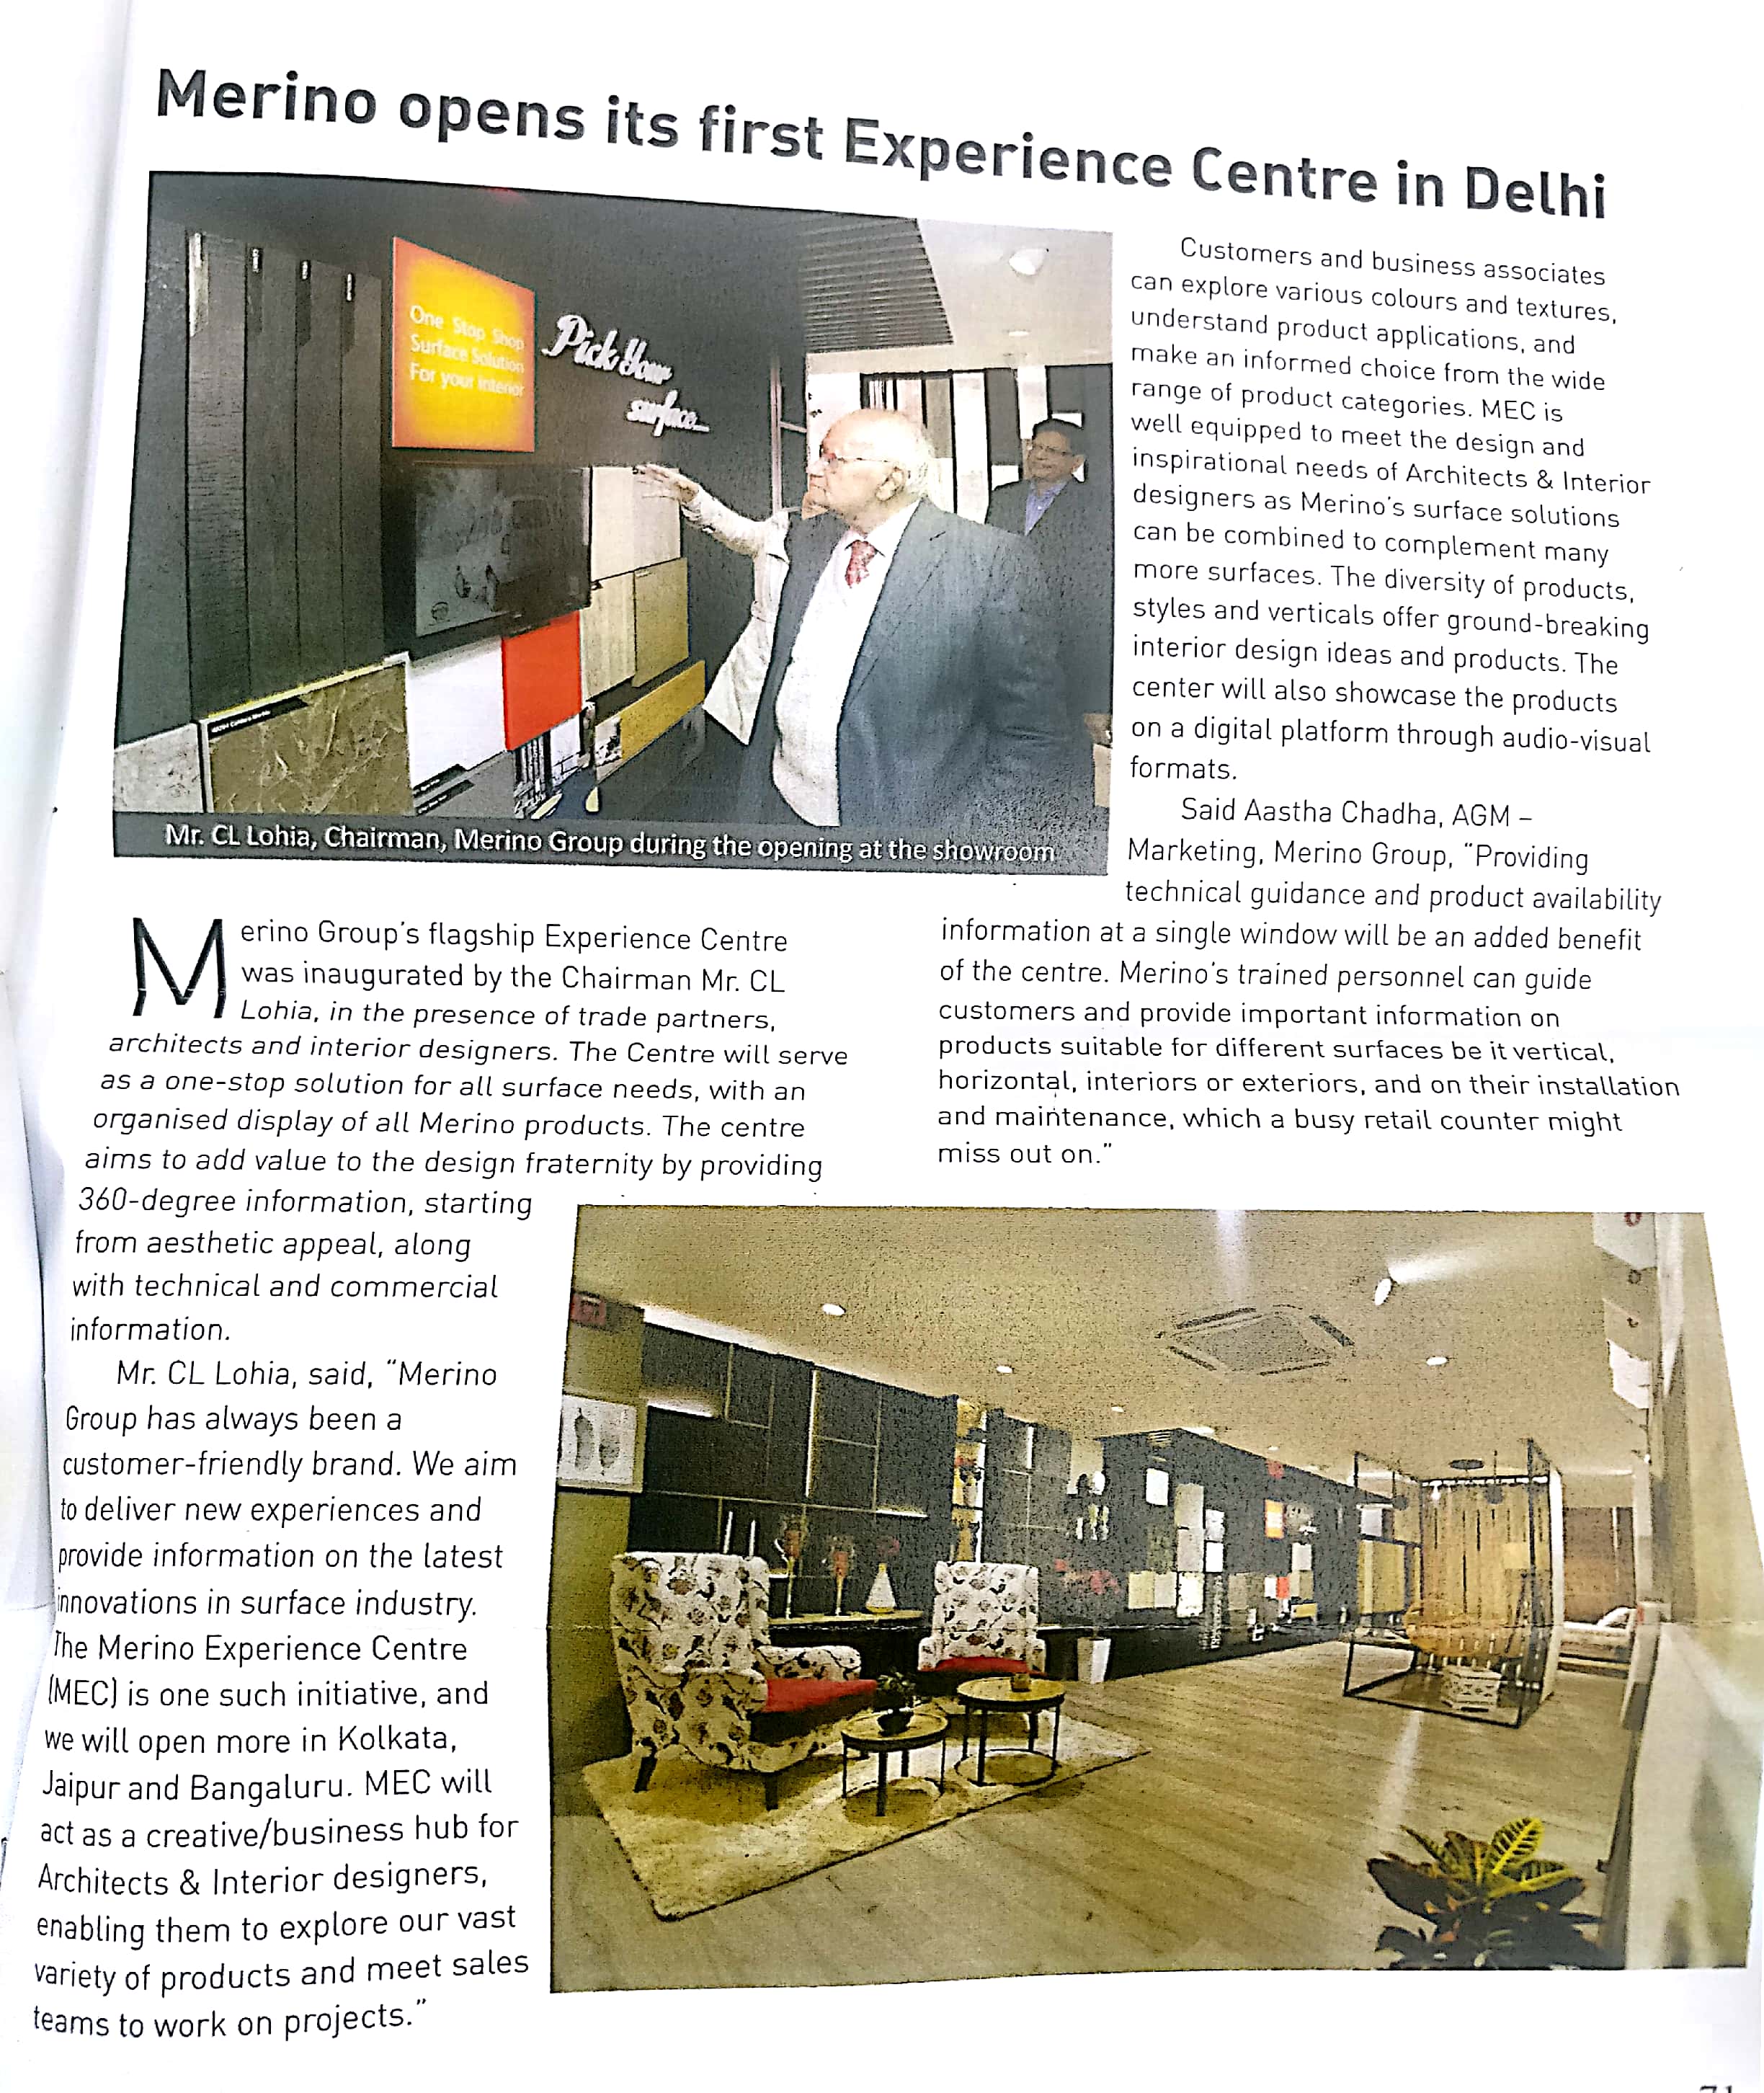 Merino opens its first Experience Centre in Delhi
One Stop Shop
Surface Solution
For your interior
Pick Your
surface...
Mr. CL Lohia, Chairman, Merino Group during the opening at the showroom
Merino Group's flagship Experience Centre
was inaugurated by the Chairman Mr. CL
Lohia, in the presence of trade partners,
architects and interior designers. The Centre will serve
as a one-stop solution for all surface needs, with an
organised display of all Merino products. The centre
aims to add value to the design fraternity by providing
360-degree information, starting
from aesthetic appeal, along
with technical and commercial
information.
Mr. CL Lohia, said, “Merino
Group has always been a
customer-friendly brand. We aim
to deliver new experiences and
provide information on the latest
innovations in surface industry.
The Merino Experience Centre
(MEC) is one such initiative, and
we will open more in Kolkata,
Jaipur and Bangaluru. MEC will
act as a creative/business hub for
Architects & Interior designers,
enabling them to explore our vast
variety of products and meet sales
teams to work on projects.”
Customers and business associates
can explore various colours and textures,
understand product applications, and
make an informed choice from the wide
range of product categories. MEC is
well equipped to meet the design and
inspirational needs of Architects & Interior
designers as Merino's surface solutions
can be combined to complement many
more surfaces. The diversity of products,
styles and verticals offer ground-breaking
interior design ideas and products. The
center will also showcase the products
on a digital platform through audio-visual
formats.
Said Aastha Chadha, AGM –
Marketing, Merino Group, “Providing
technical guidance and product availability
information at a single window will be an added benefit
of the centre. Merino's trained personnel can guide
customers and provide important information on
products suitable for different surfaces be it vertical,
horizontal, interiors or exteriors, and on their installation
and maintenance, which a busy retail counter might
miss out on.”